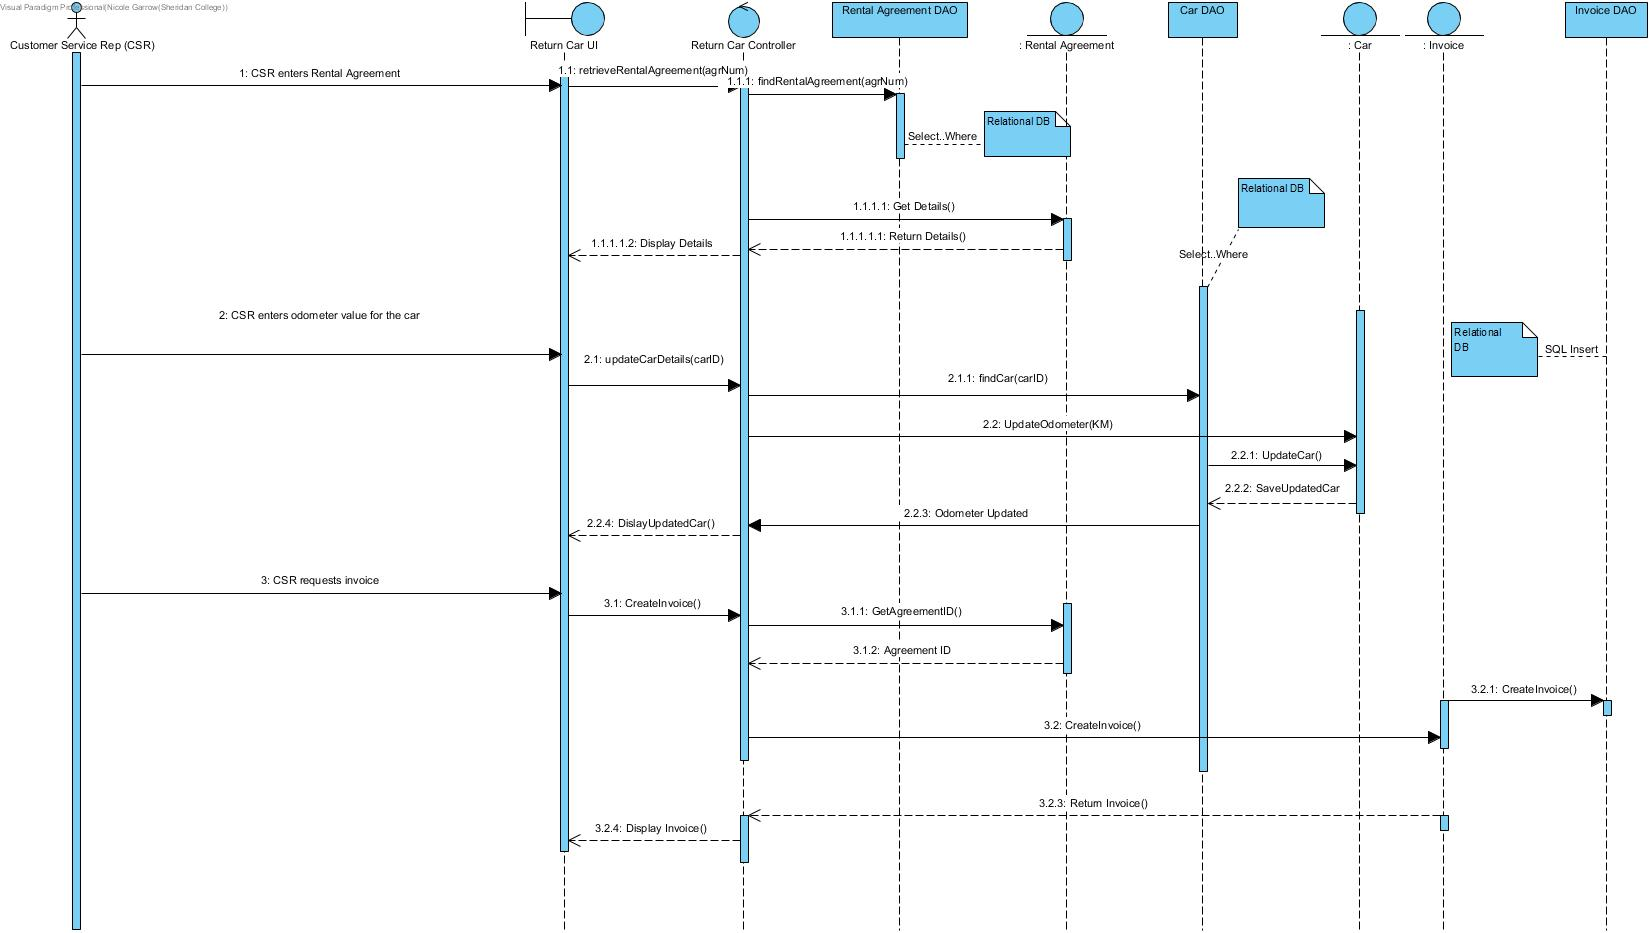 Visual Paradigm Professional(Nicole Garrow(Sheridan College))
Customer Service Rep (CSR)
Return Car UI
Return Car Controller
Rental Agreement DAO
: Rental Agreement
Car DAO
: Car
: Invoice
Invoice DAO
1: CSR enters Rental Agreement
1.1: retrieveRentalAgreement(agrNum)
1.1.1: findRentalAgreement(agrNum)
Relational DB
Select..Where
Relational DB
1.1.1.1: Get Details()
1.1.1.1.1: Return Details()
1.1.1.1.2: Display Details
Select..Where
2: CSR enters odometer value for the car
Relational
DB
SQL Insert
2.1: updateCarDetails(carID)
2.1.1: findCar(carID)
2.2: UpdateOdometer(KM)
2.2.1: UpdateCar()
2.2.2: SaveUpdatedCar
2.2.3: Odometer Updated
2.2.4: DislayUpdatedCar()
3: CSR requests invoice
3.1: CreateInvoice()
3.1.1: GetAgreementID()
3.1.2: Agreement ID
3.2.1: CreateInvoice()
3.2: CreateInvoice()
3.2.3: Return Invoice()
3.2.4: Display Invoice()